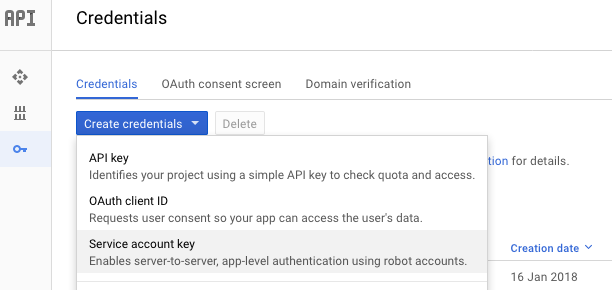 API
Credentials
Credentials OAuth consent screen Domain verification
Create credentials Delete
API key
Identifies your project using a simple API key to check quota and access.
for details.
OAuth client ID
Requests user consent so your app can access the user's data.
Service account key
Enables server-to-server, app-level authentication using robot accounts.
Creation date
16 Jan 2018